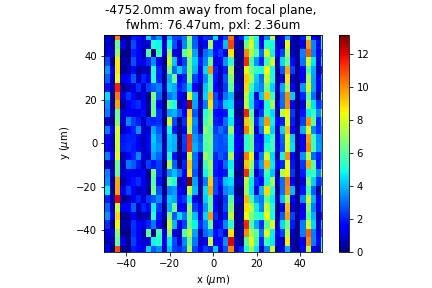 -4752.0mm away from focal plane,
fwhm: 76.47um, pxl: 2.36um
y (μm)
40
20
0
−20
−40
−40 −20 0 20 40
x (μm)
12
10
8
6
4
2
0